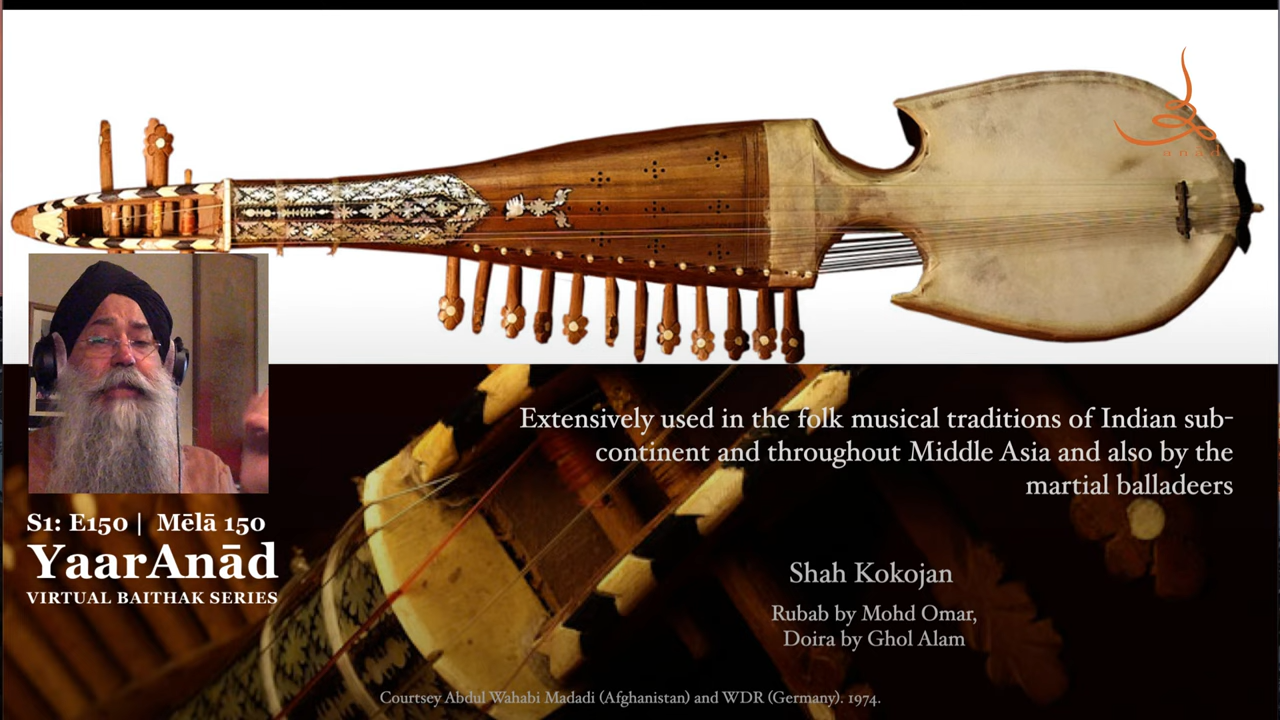 anād
Extensively used in the folk musical traditions of Indian sub-
continent and throughout Middle Asia and also by the
martial balladeers
S1: E150 | Mēlā 150
YaarAnād
VIRTUAL BAITHAK SERIES
Shah Kokojan
Rubab by Mohd Omar,
Doira by Ghol Alam
Courtsey Abdul Wahabi Madadi (Afghanistan) and WDR (Germany). 1974.